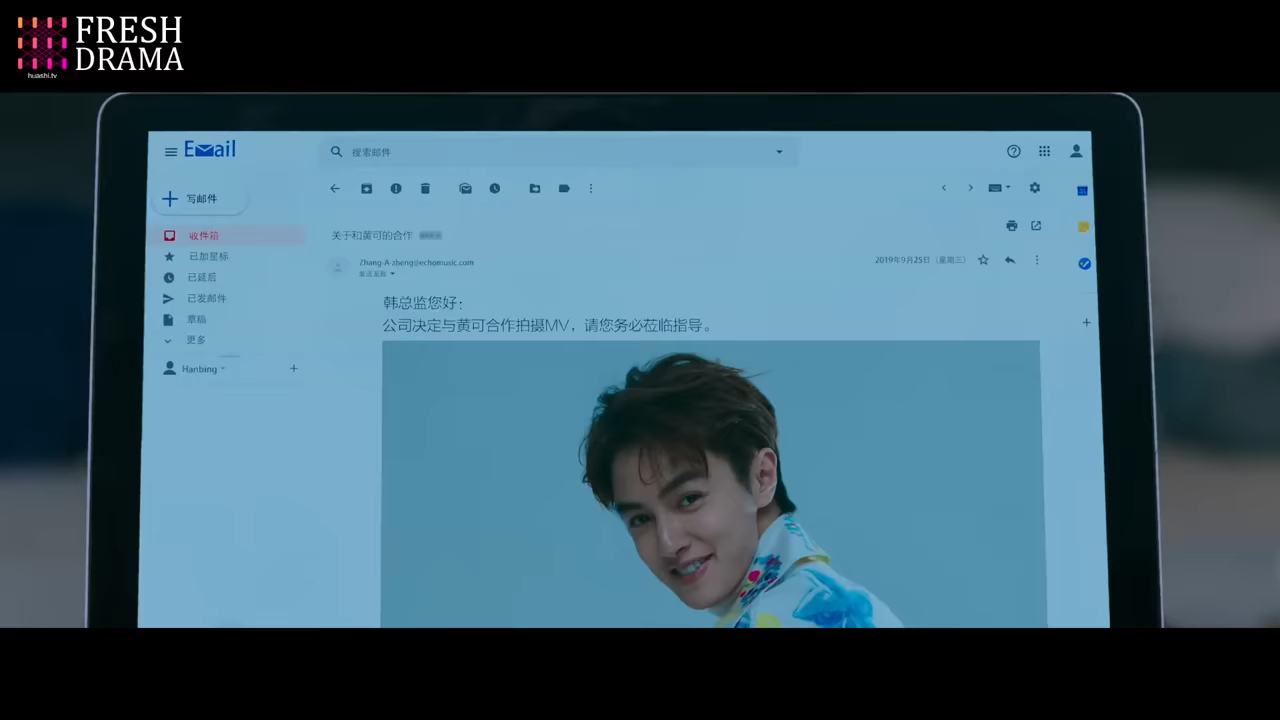 FRESH
DRAMA
huashi.tv
Email
搜索邮件
写邮件
收件箱
已加星标
已延后
已发邮件
草稿
更多
Hanbing
关于和黄可的合作
Zhang-A-zheng@echomusic.com
2019年9月25日（星期三）
韩总监您好：
公司决定与黄可合作拍摄MV，请您务必莅临指导。